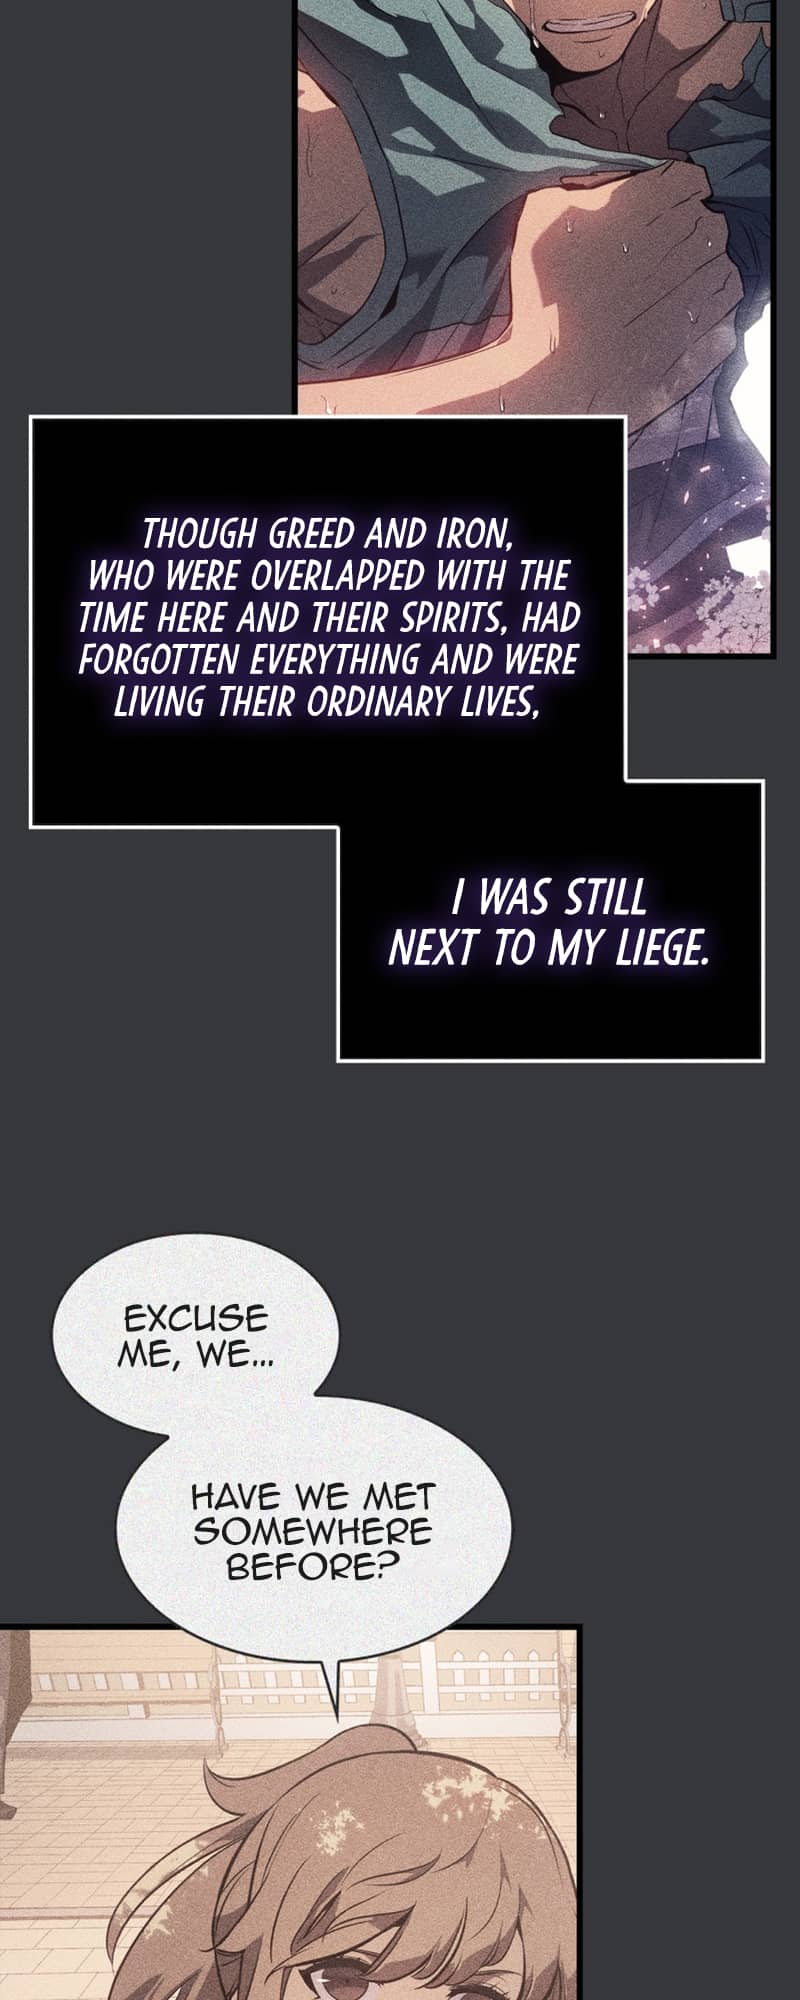 THOUGH GREED AND IRON,
WHO WERE OVERLAPPED WITH THE
TIME HERE AND THEIR SPIRITS, HAD
FORGOTTEN EVERYTHING AND WERE
LIVING THEIR ORDINARY LIVES,
I WAS STILL
NEXT TO MY LIEGE.
EXCUSE
ME, WE...
HAVE WE MET
SOMEWHERE
BEFORE?